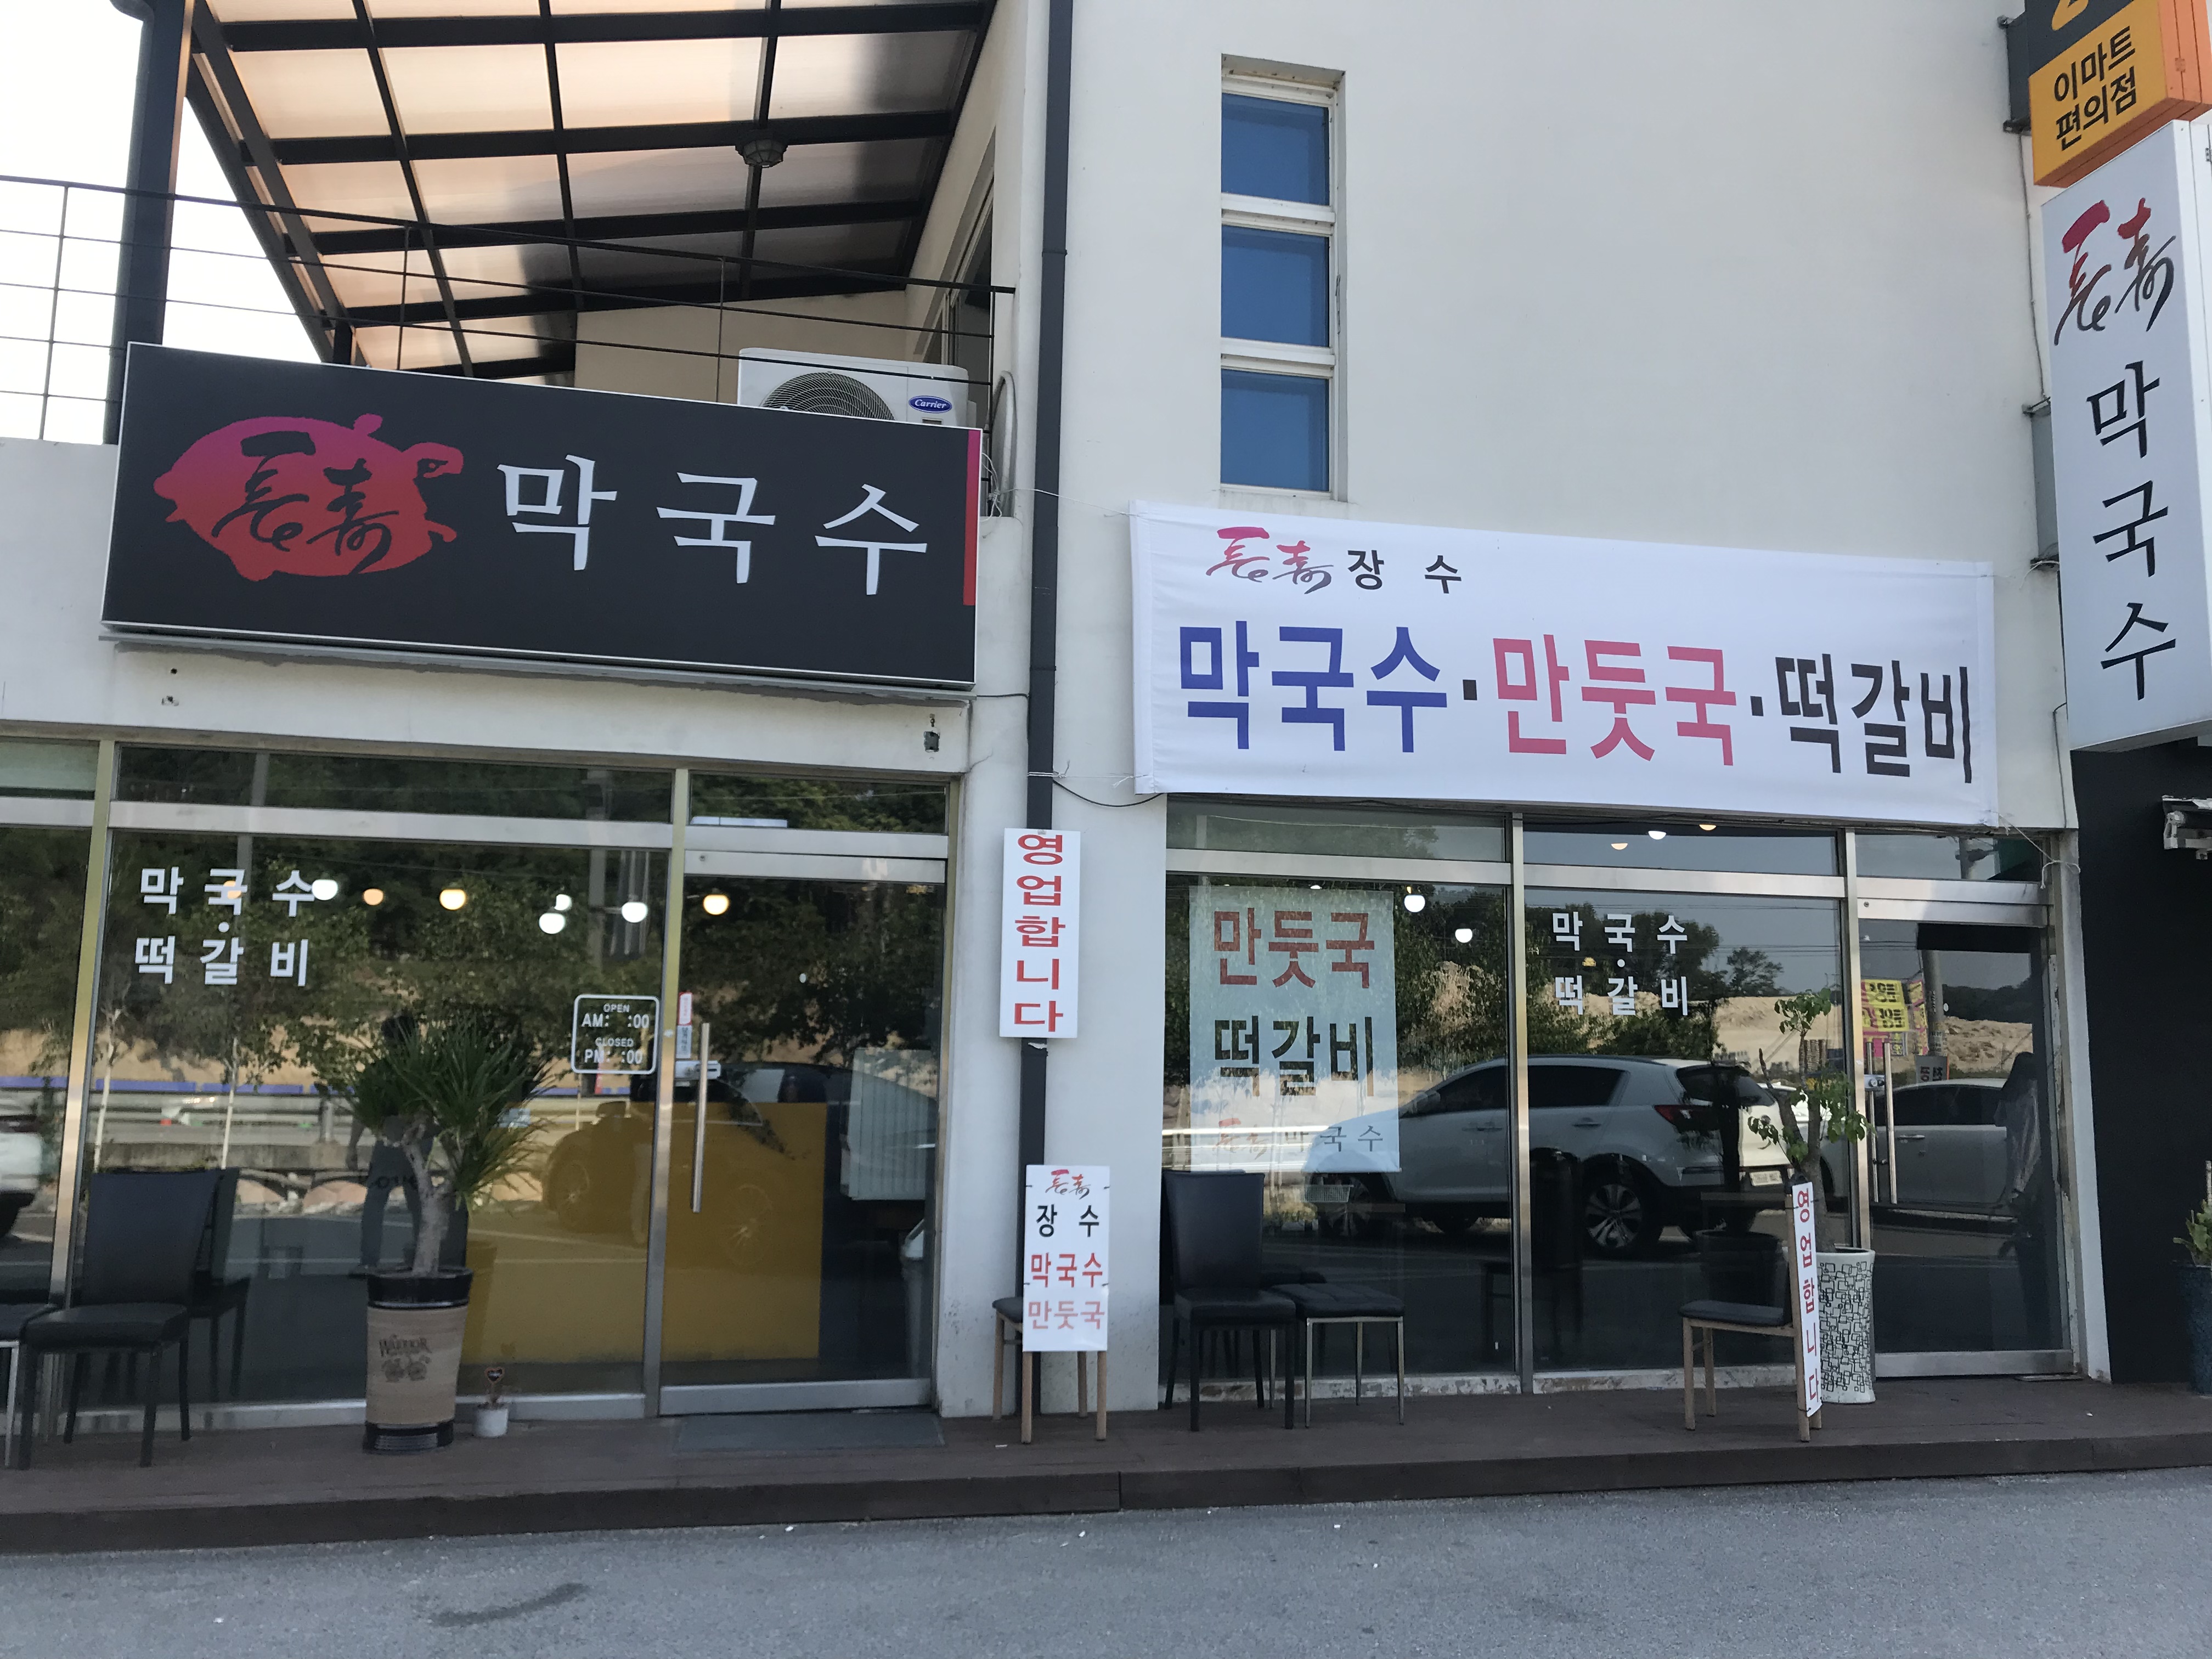 이마트
편의점
長壽
막국수
Carrier
長壽 막국수
長壽 장수
막국수·만둣국·떡갈비
막국수
·
떡갈비
OPEN
AM: :00
CLOSED
PM: :00
영업합니다
長壽
장수
막국수
만둣국
만둣국
떡갈비
長壽 막국수
막국수
·
떡갈비
영업합니다
WARRIOR